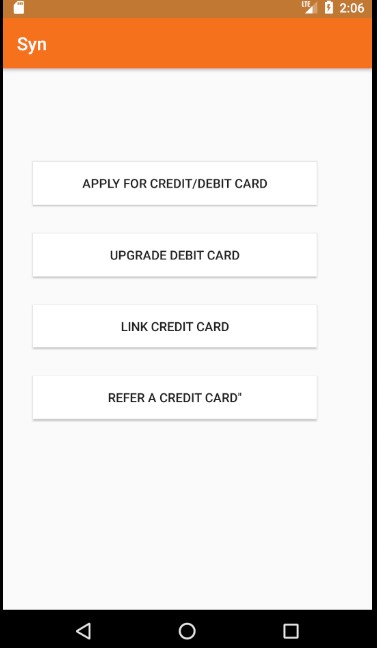 LTE 2:06
Syn
APPLY FOR CREDIT/DEBIT CARD
UPGRADE DEBIT CARD
LINK CREDIT CARD
REFER A CREDIT CARD"